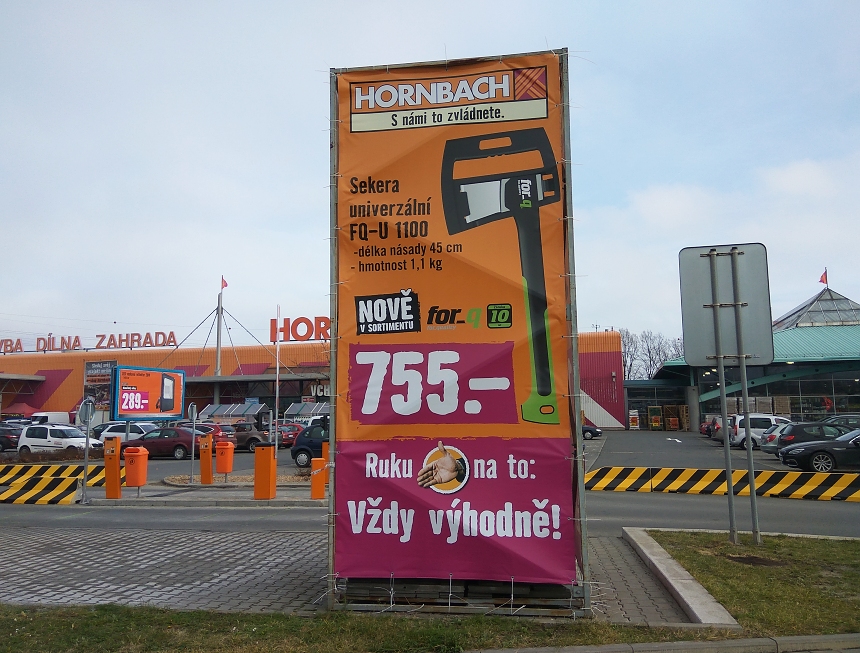 HORNBACH
S námi to zvládnete.
Sekera
univerzální
FQ-U 1100
-délka násady 45 cm
- hmotnost 1,1 kg
NOVĚ
V SORTIMENTU
for_q
10
755.–
Ruku na to:
Vždy výhodně!
for_q
DÍLNA ZAHRADA
HOR
289.–